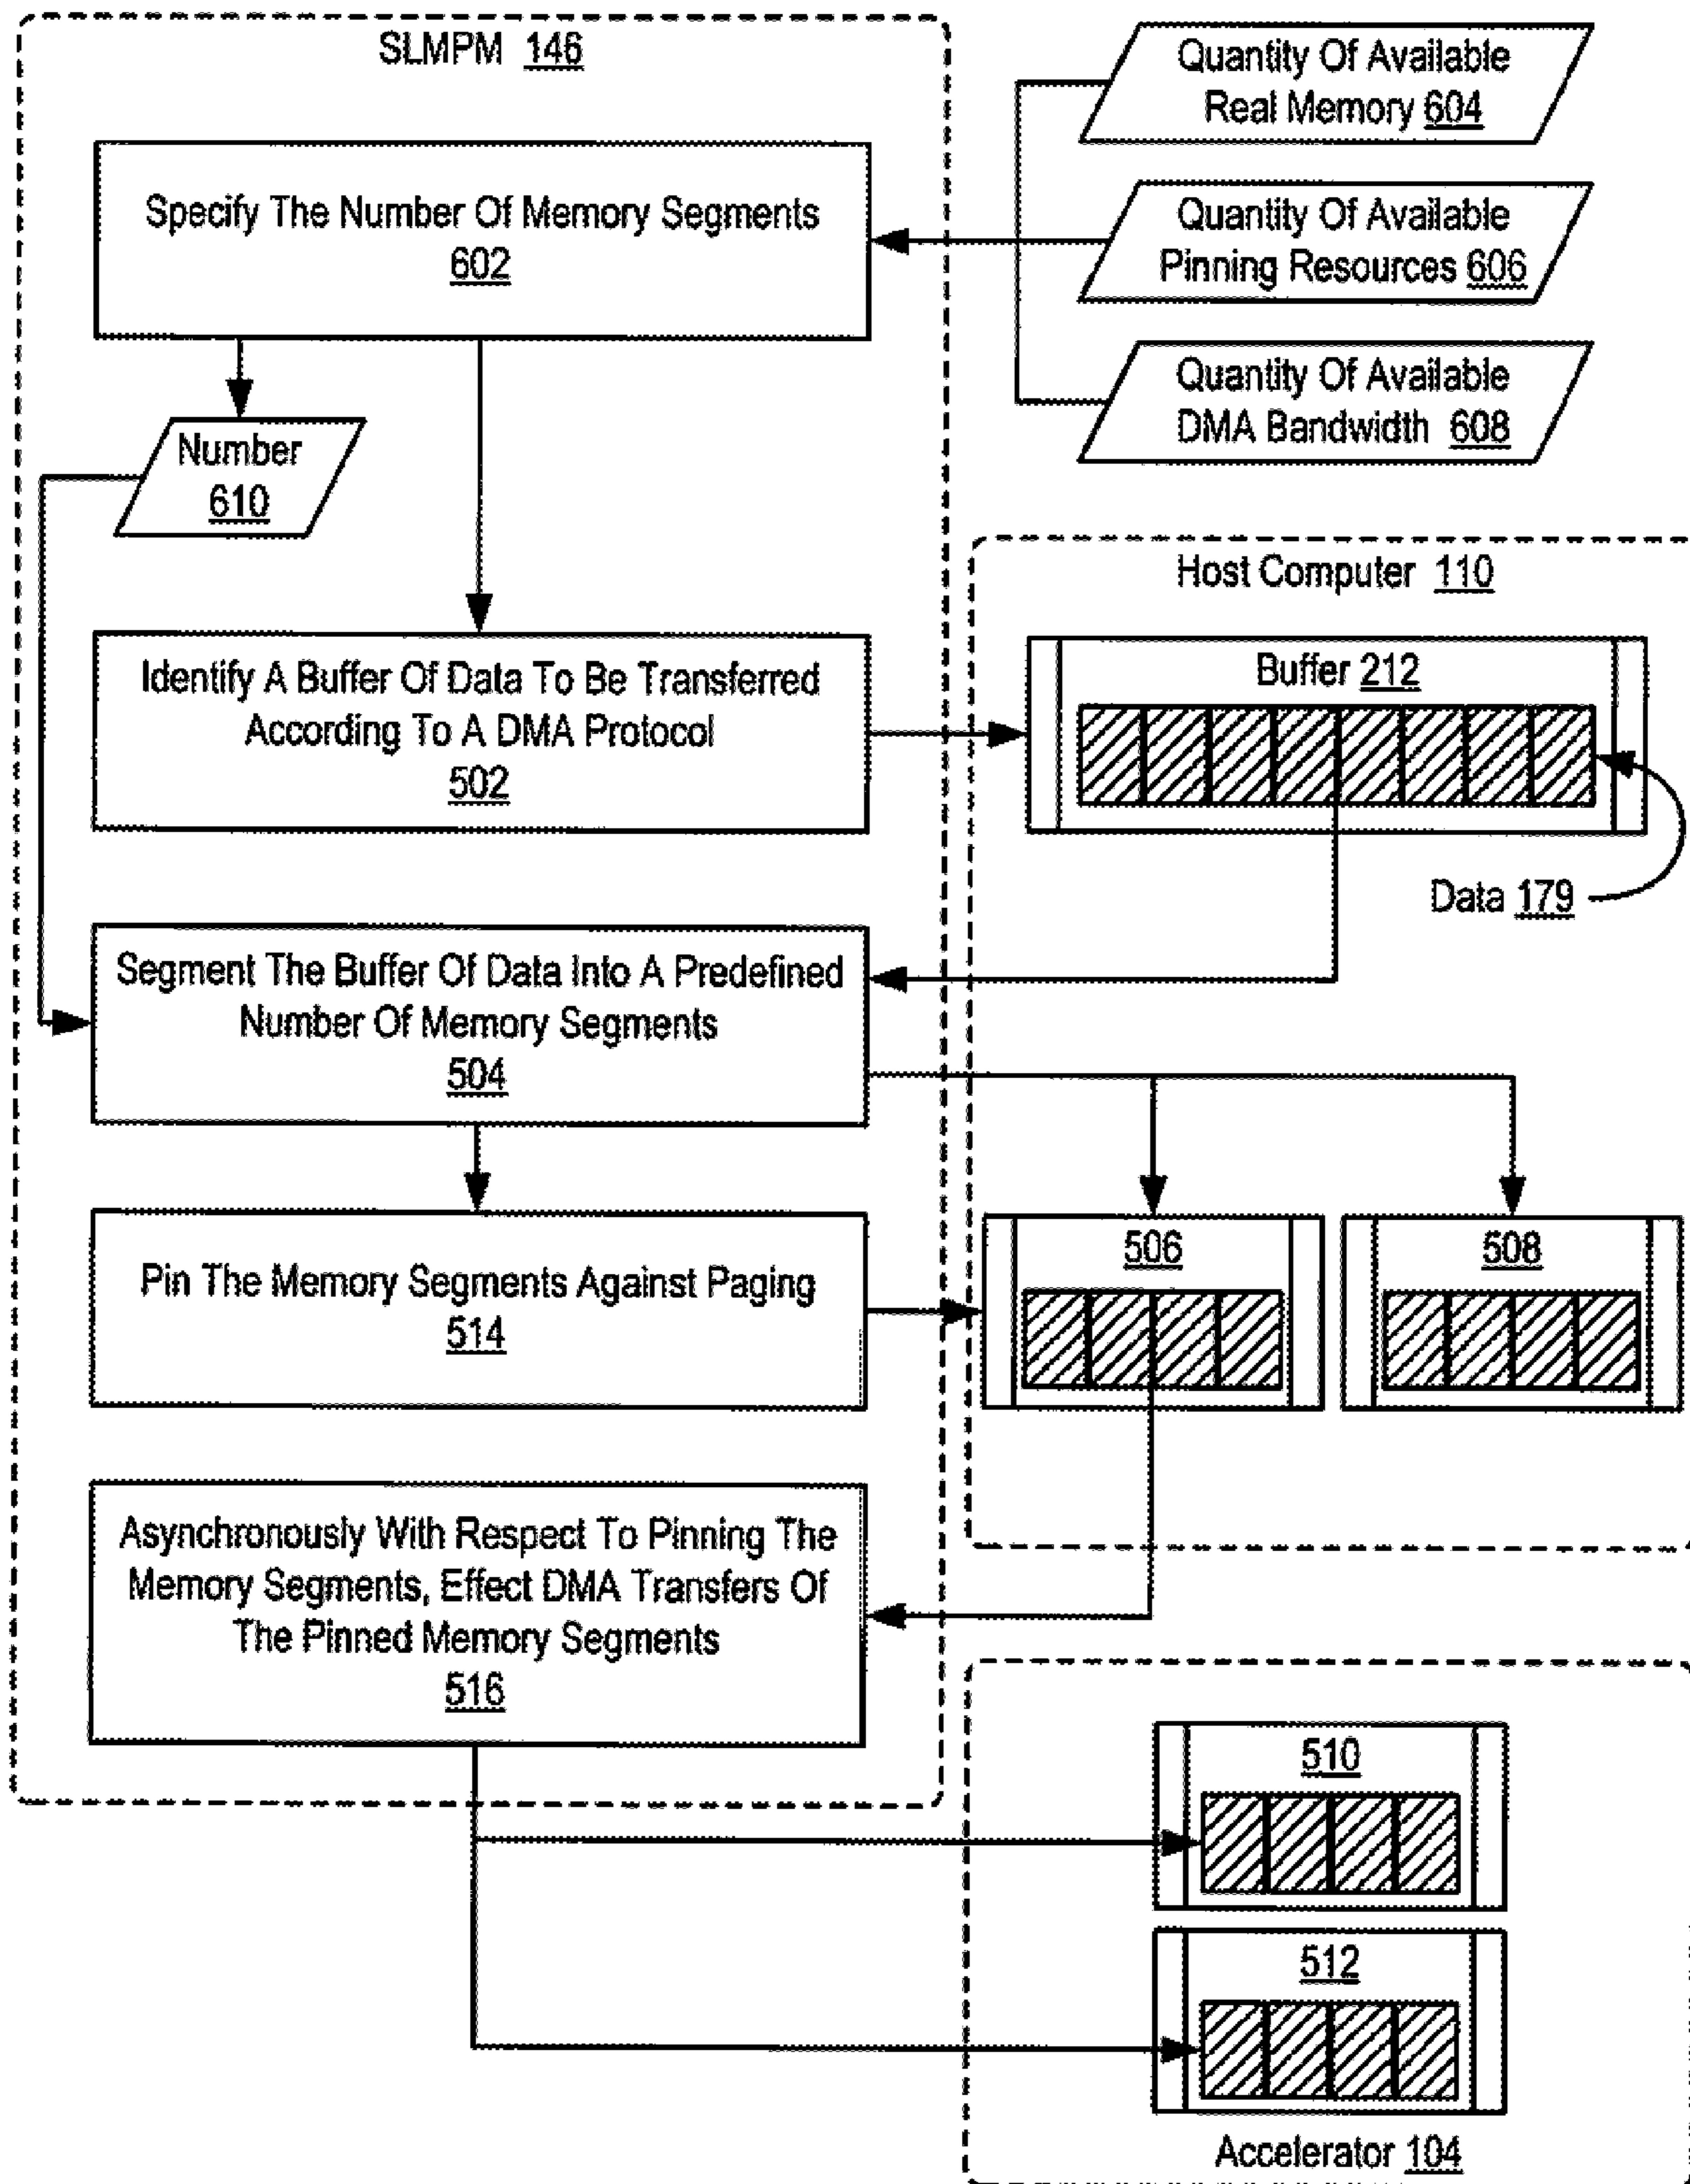 SLMPM 146
Quantity Of Available
Real Memory 604
Specify The Number Of Memory Segments
602
Quantity Of Available
Pinning Resources 606
Quantity Of Available
DMA Bandwidth 608
Number
610
Host Computer 110
Identify A Buffer Of Data To Be Transferred
According To A DMA Protocol
502
Buffer 212
Data 179
Segment The Buffer Of Data Into A Predefined
Number Of Memory Segments
504
Pin The Memory Segments Against Paging
514
506
508
Asynchronously With Respect To Pinning The
Memory Segments, Effect DMA Transfers Of
The Pinned Memory Segments
516
510
512
Accelerator 104